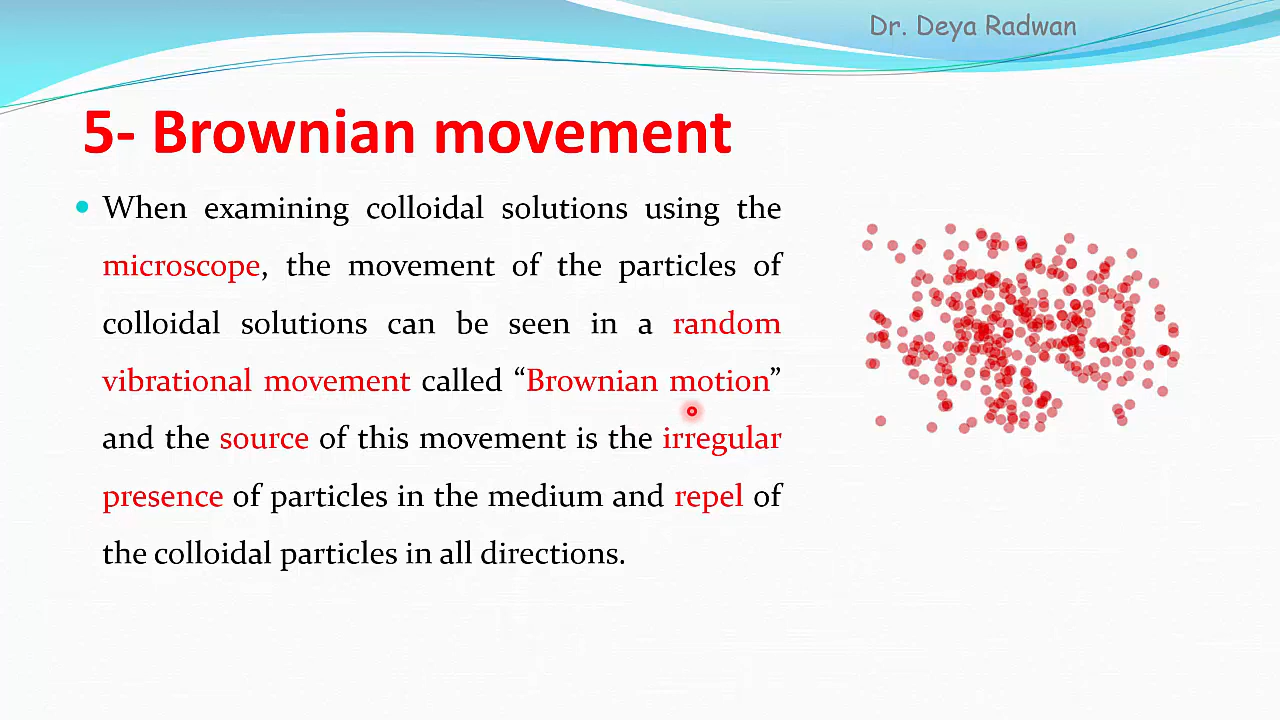 Dr. Deya Radwan
5- Brownian movement
• When examining colloidal solutions using the
microscope, the movement of the particles of
colloidal solutions can be seen in a random
vibrational movement called “Brownian motion”
and the source of this movement is the irregular
presence of particles in the medium and repel of
the colloidal particles in all directions.